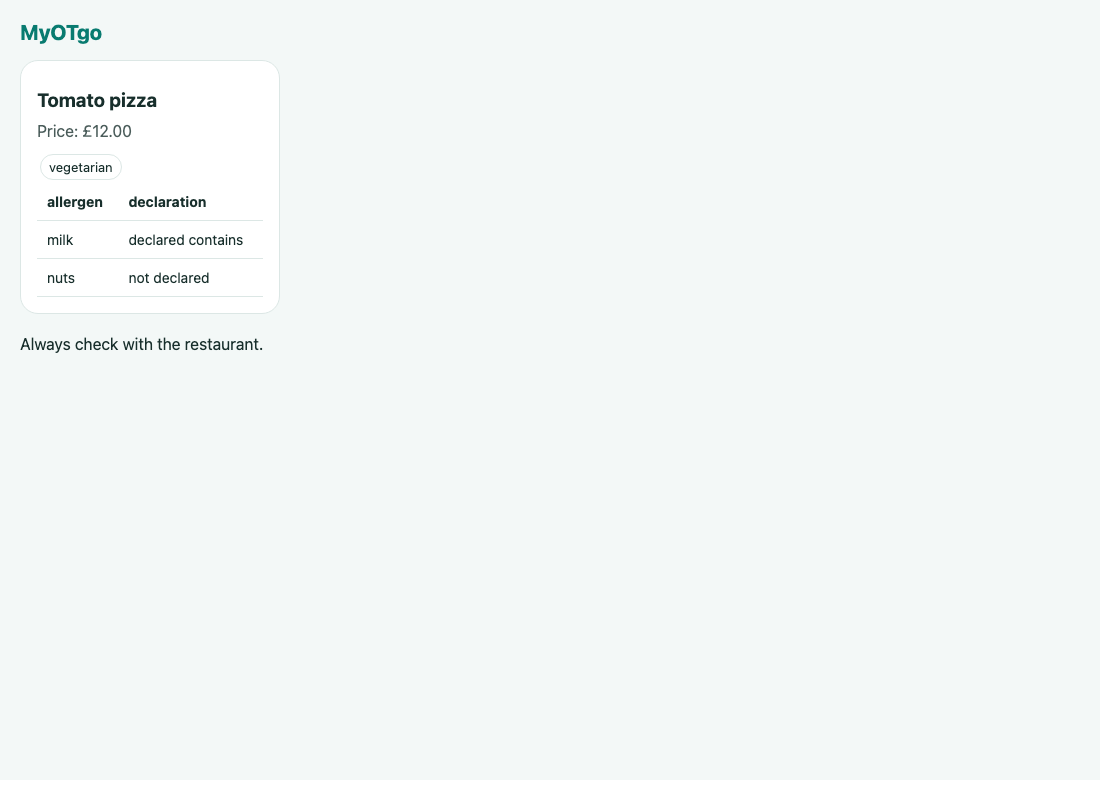 MyOTgo
Tomato pizza
Price: £12.00
vegetarian
allergen declaration
milk declared contains
nuts not declared
Always check with the restaurant.